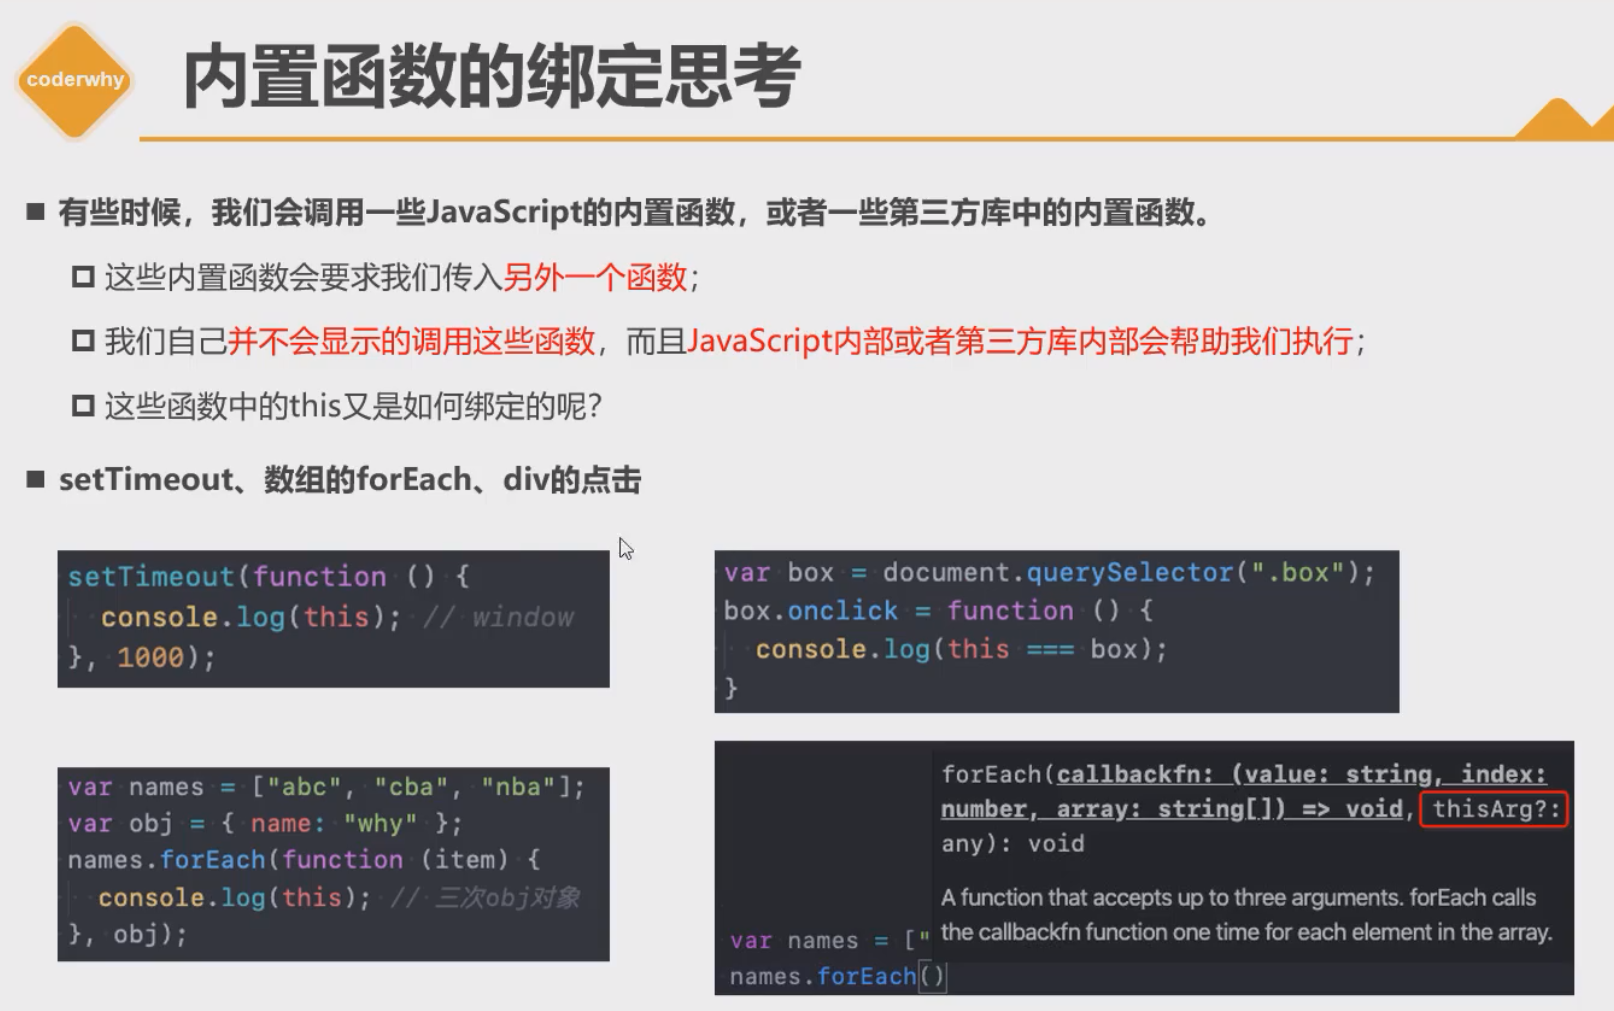 coderwhy
内置函数的绑定思考
有些时候，我们会调用一些JavaScript的内置函数，或者一些第三方库中的内置函数。
这些内置函数会要求我们传入另外一个函数；
我们自己并不会显示的调用这些函数，而且JavaScript内部或者第三方库内部会帮助我们执行；
这些函数中的this又是如何绑定的呢？
setTimeout、数组的forEach、div的点击
setTimeout(function () {
console.log(this); // window
}, 1000);
var box = document.querySelector(".box");
box.onclick = function () {
console.log(this === box);
}
var names = ["abc", "cba", "nba"];
var obj = { name: "why" };
names.forEach(function (item) {
console.log(this); // 三次obj对象
}, obj);
forEach(callbackfn: (value: string, index:
number, array: string[]) => void, thisArg?:
any): void
A function that accepts up to three arguments. forEach calls
the callbackfn function one time for each element in the array.
var names = ["
names.forEach()